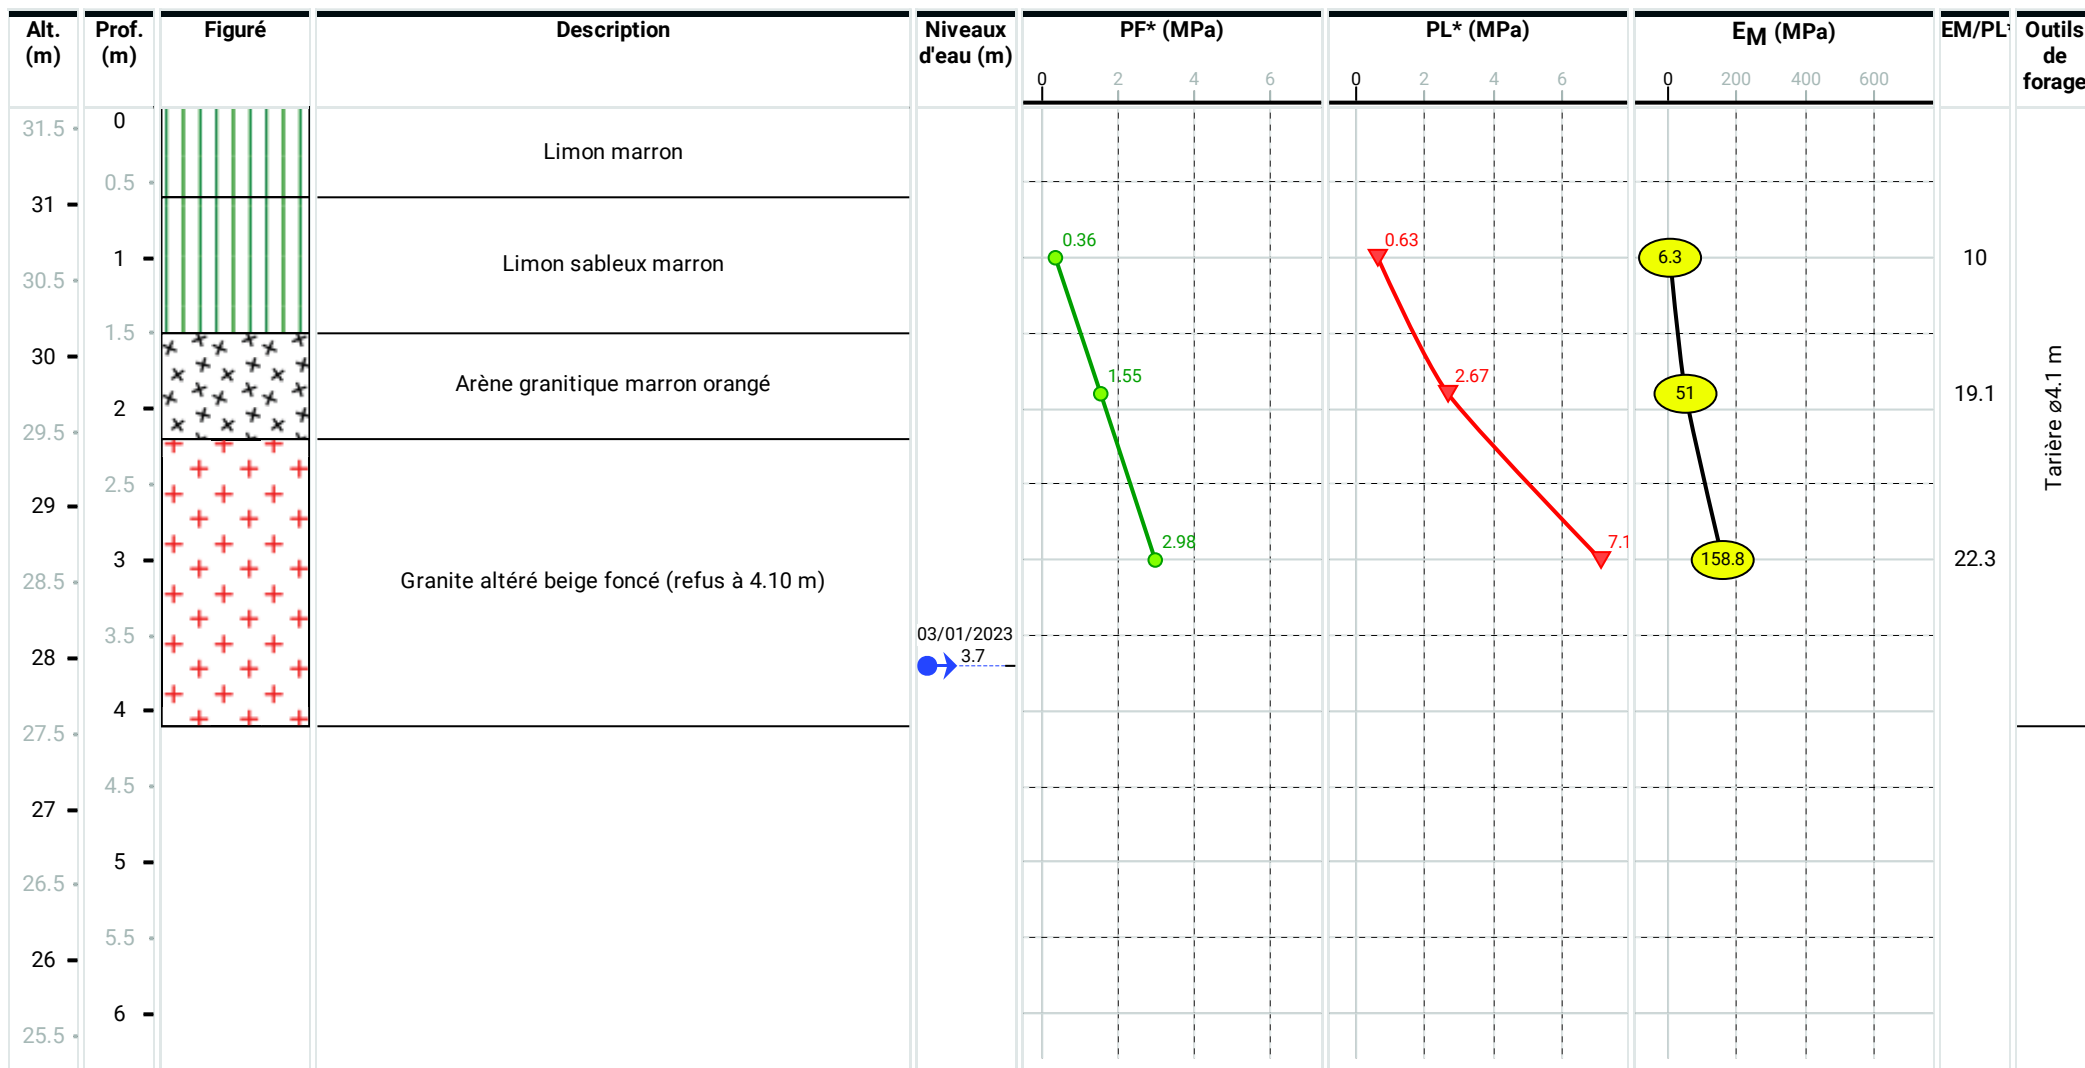 Alt. (m)
Prof. (m)
Figuré
Description
Niveaux d'eau (m)
PF* (MPa)
0 2 4 6
PL* (MPa)
0 2 4 6
EM (MPa)
0 200 400 600
EM/PL*
Outils de forage
31.5
31
30.5
30
29.5
29
28.5
28
27.5
27
26.5
26
25.5
0
0.5
1
1.5
2
2.5
3
3.5
4
4.5
5
5.5
6
Limon marron
Limon sableux marron
Arène granitique marron orangé
Granite altéré beige foncé (refus à 4.10 m)
03/01/2023
3.7
0.36
1.55
2.98
0.63
2.67
7.1
6.3
51
158.8
10
19.1
22.3
Tarière ⌀4.1 m